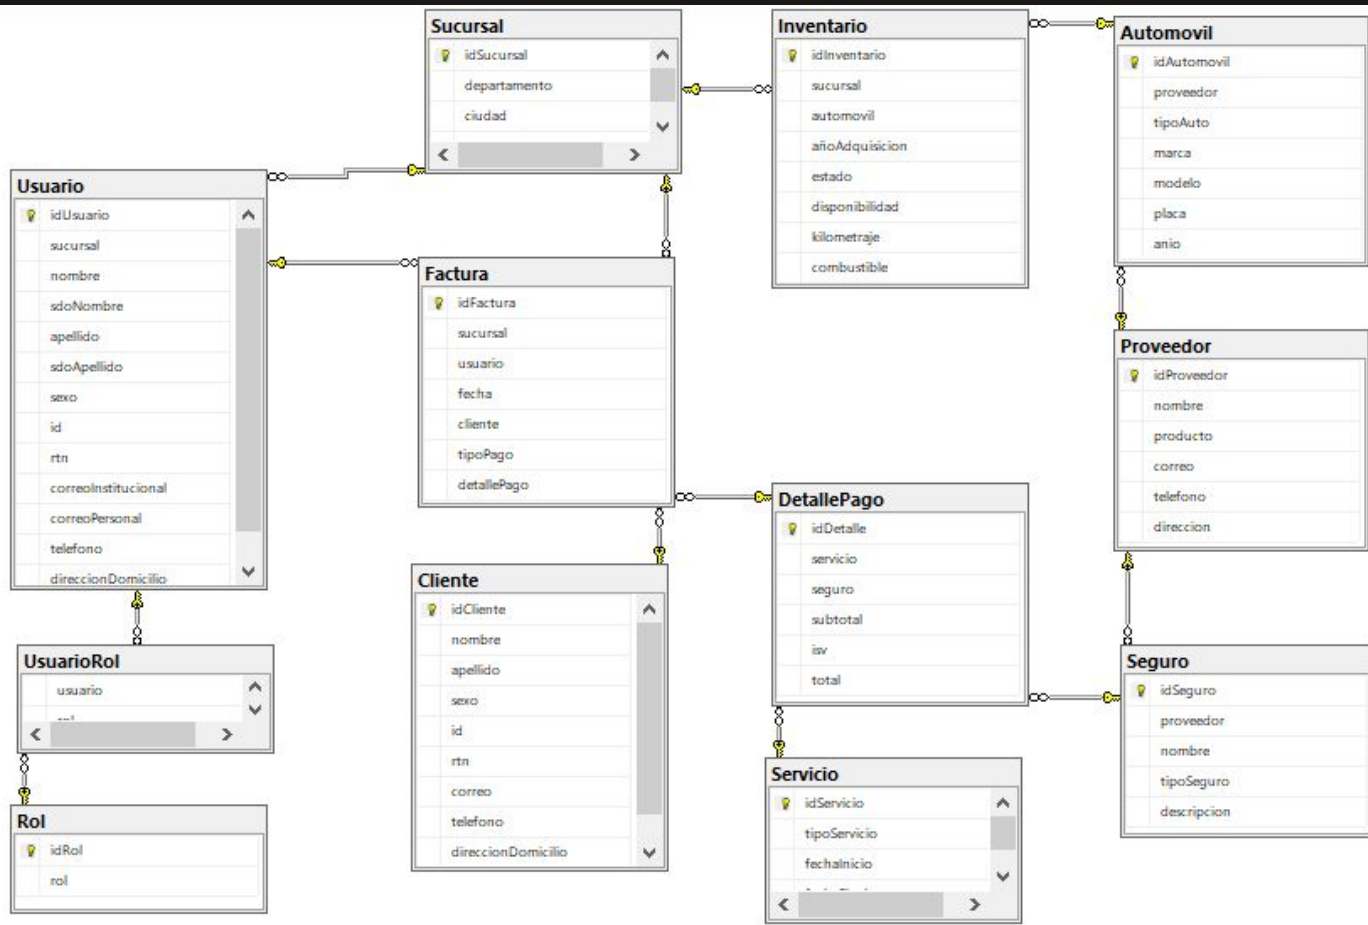 Sucursal
idSucursal
departamento
ciudad
Inventario
idInventario
sucursal
automovil
añoAdquisicion
estado
disponibilidad
kilometraje
combustible
Automovil
idAutomovil
proveedor
tipoAuto
marca
modelo
placa
anio
Usuario
idUsuario
sucursal
nombre
sdoNombre
apellido
sdoApellido
sexo
id
rtn
correoInstitucional
correoPersonal
telefono
direccionDomicilio
Factura
idFactura
sucursal
usuario
fecha
cliente
tipoPago
detallePago
Proveedor
idProveedor
nombre
producto
correo
telefono
direccion
DetallePago
idDetalle
servicio
seguro
subtotal
isv
total
Cliente
idCliente
nombre
apellido
sexo
id
rtn
correo
telefono
direccionDomicilio
UsuarioRol
usuario
Seguro
idSeguro
proveedor
nombre
tipoSeguro
descripcion
Servicio
idServicio
tipoServicio
fechaInicio
Rol
idRol
rol